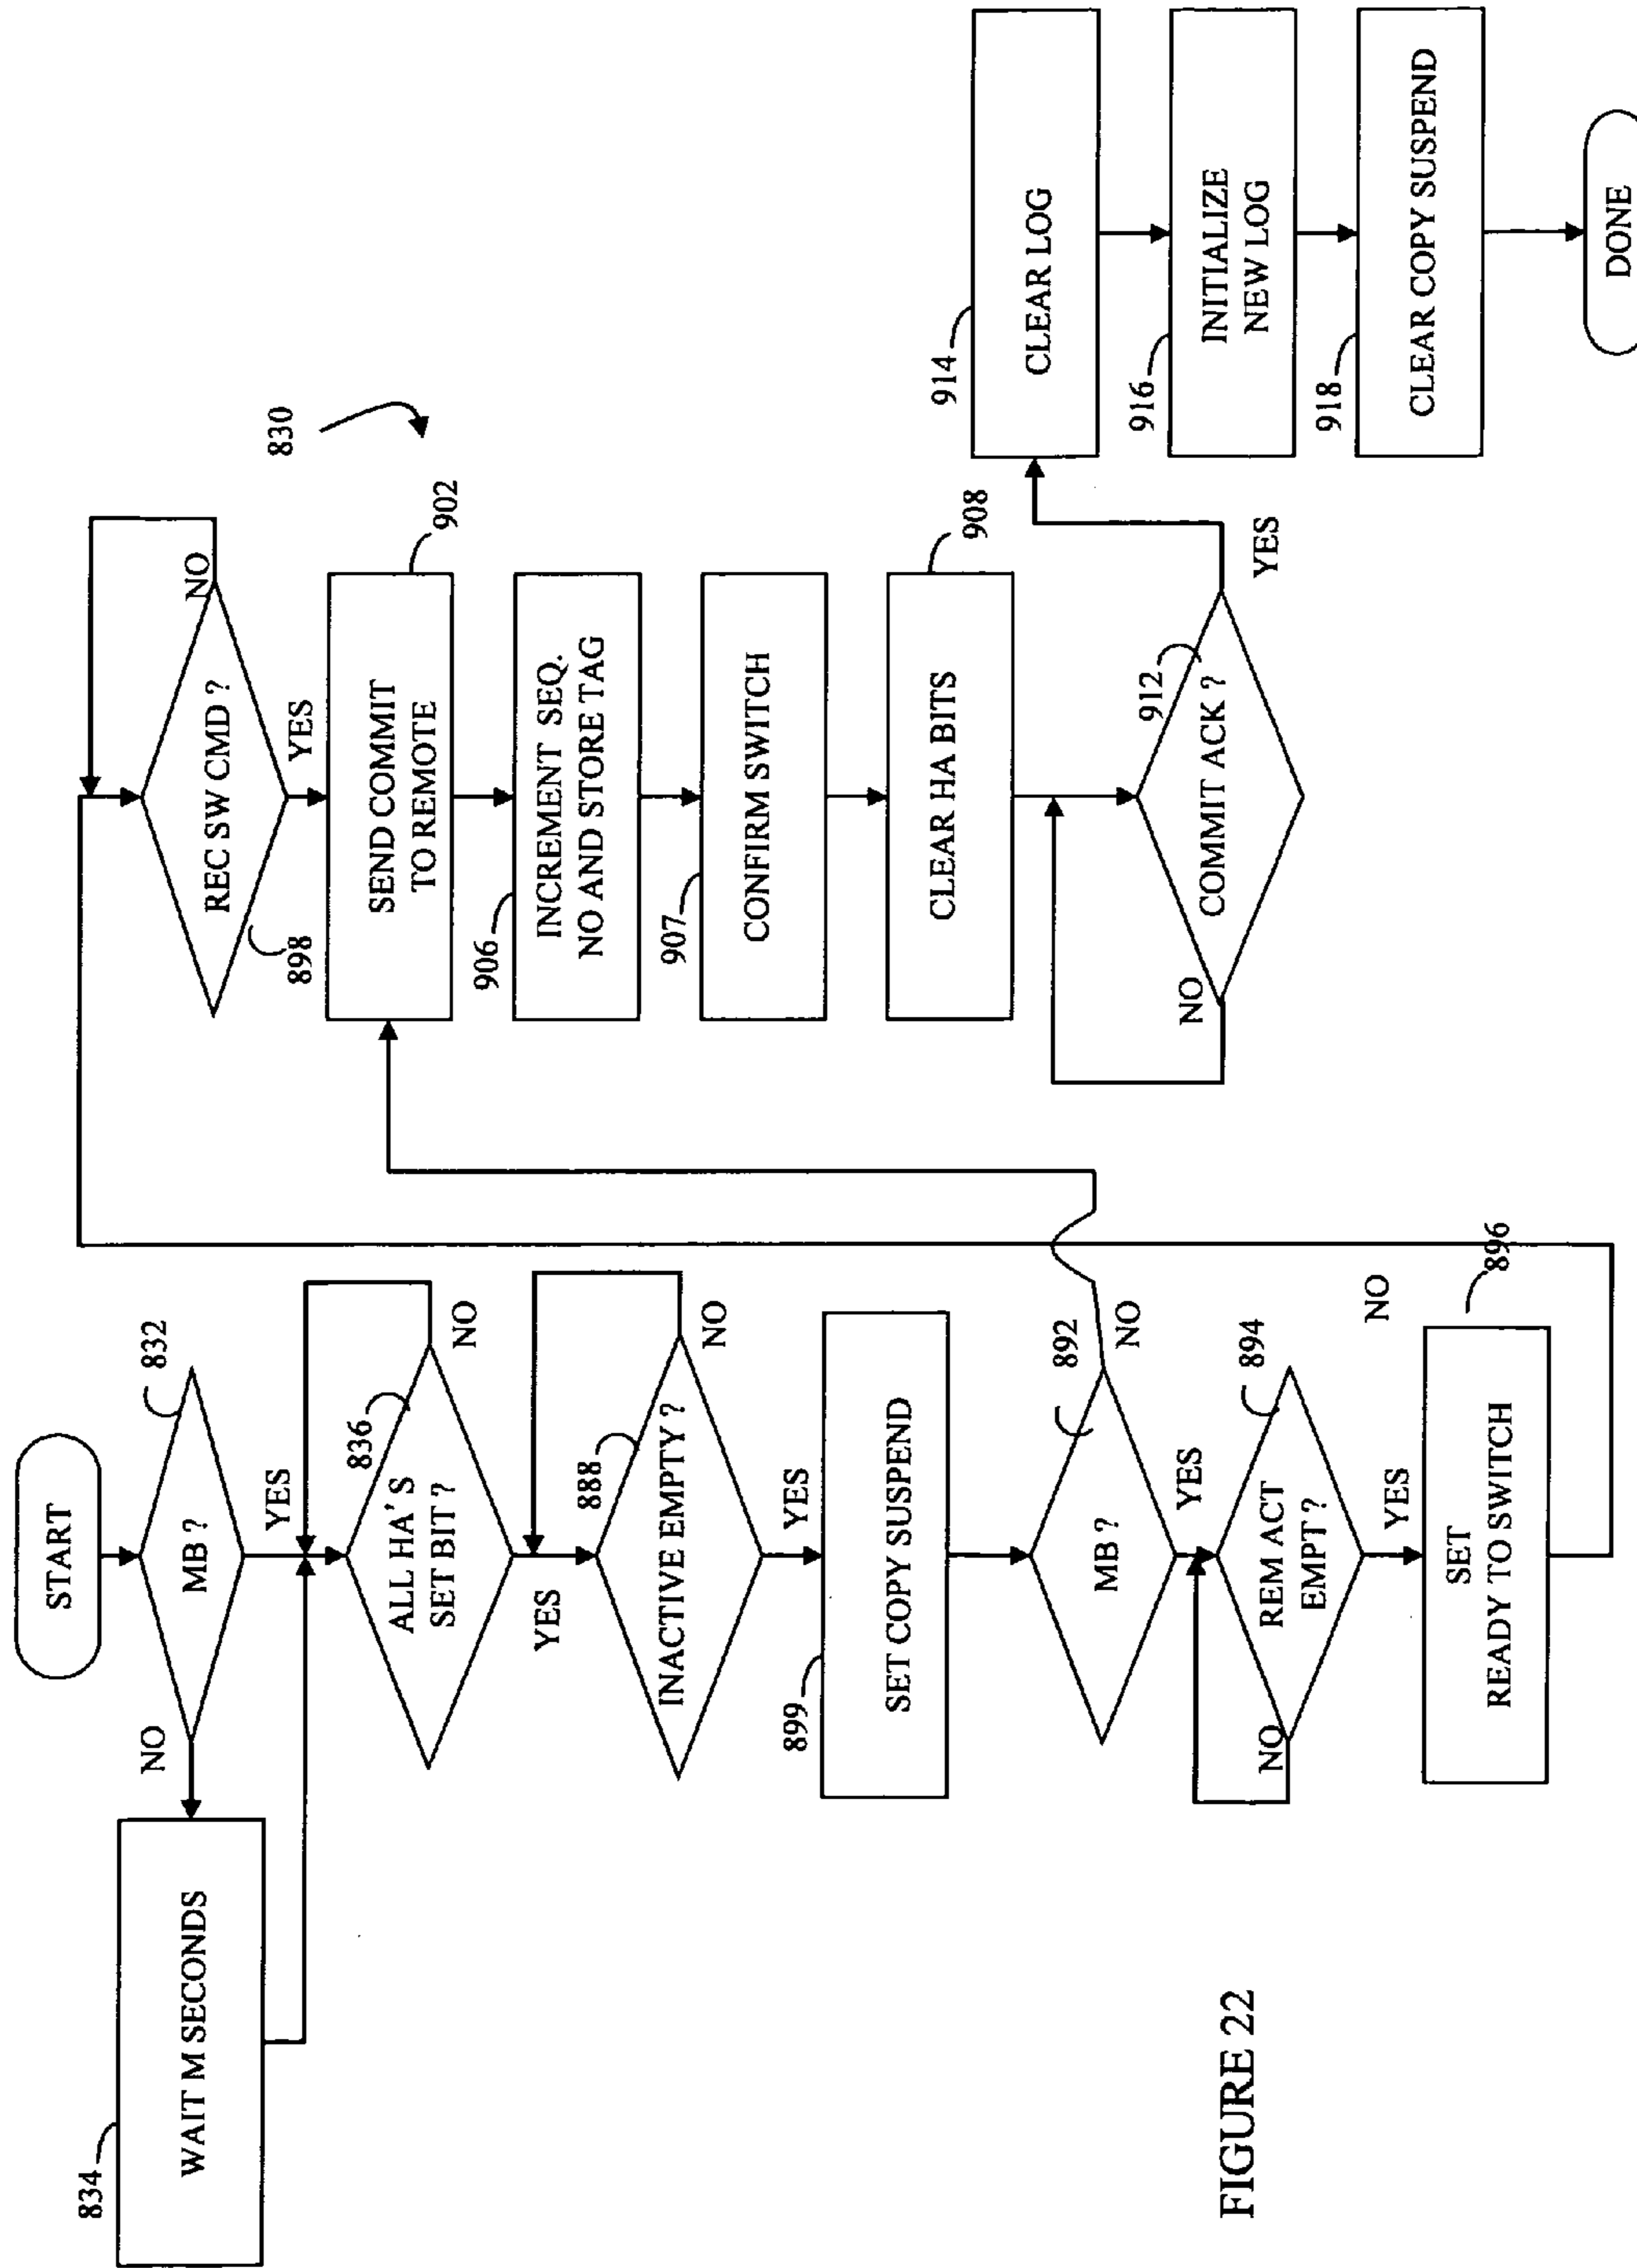 START
832
MB ?
NO
YES
834
WAIT M SECONDS
836
ALL HA'S
SET BIT ?
NO
YES
888
INACTIVE EMPTY ?
NO
YES
899
SET COPY SUSPEND
892
MB ?
NO
YES
894
REM ACT
EMPT ?
NO
YES
NO
896
SET
READY TO SWITCH
830
REC SW CMD ?
NO
898
YES
902
SEND COMMIT
TO REMOTE
906
INCREMENT SEQ.
NO AND STORE TAG
907
CONFIRM SWITCH
908
CLEAR HA BITS
912
COMMIT ACK ?
NO
YES
914
CLEAR LOG
916
INITIALIZE
NEW LOG
918
CLEAR COPY SUSPEND
DONE
FIGURE 22